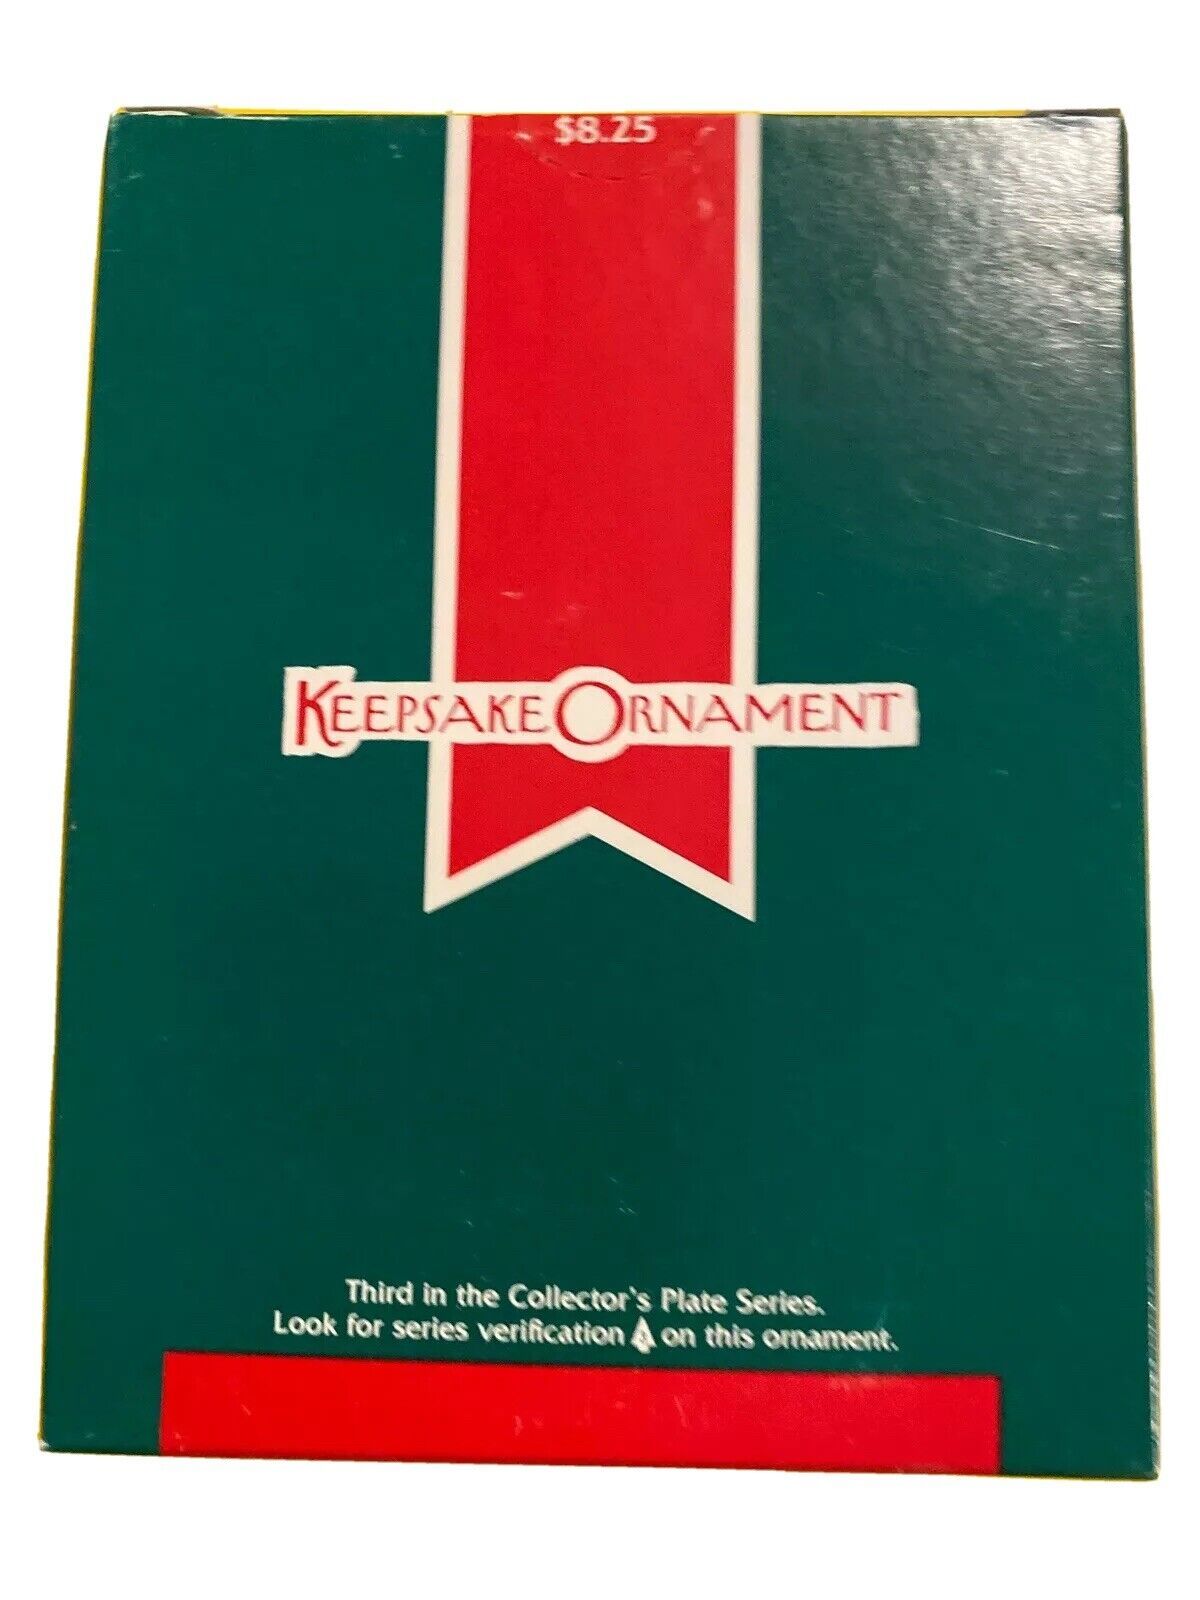 $8.25
KEEPSAKE ORNAMENT
Third in the Collector's Plate Series.
Look for series verification on this ornament.